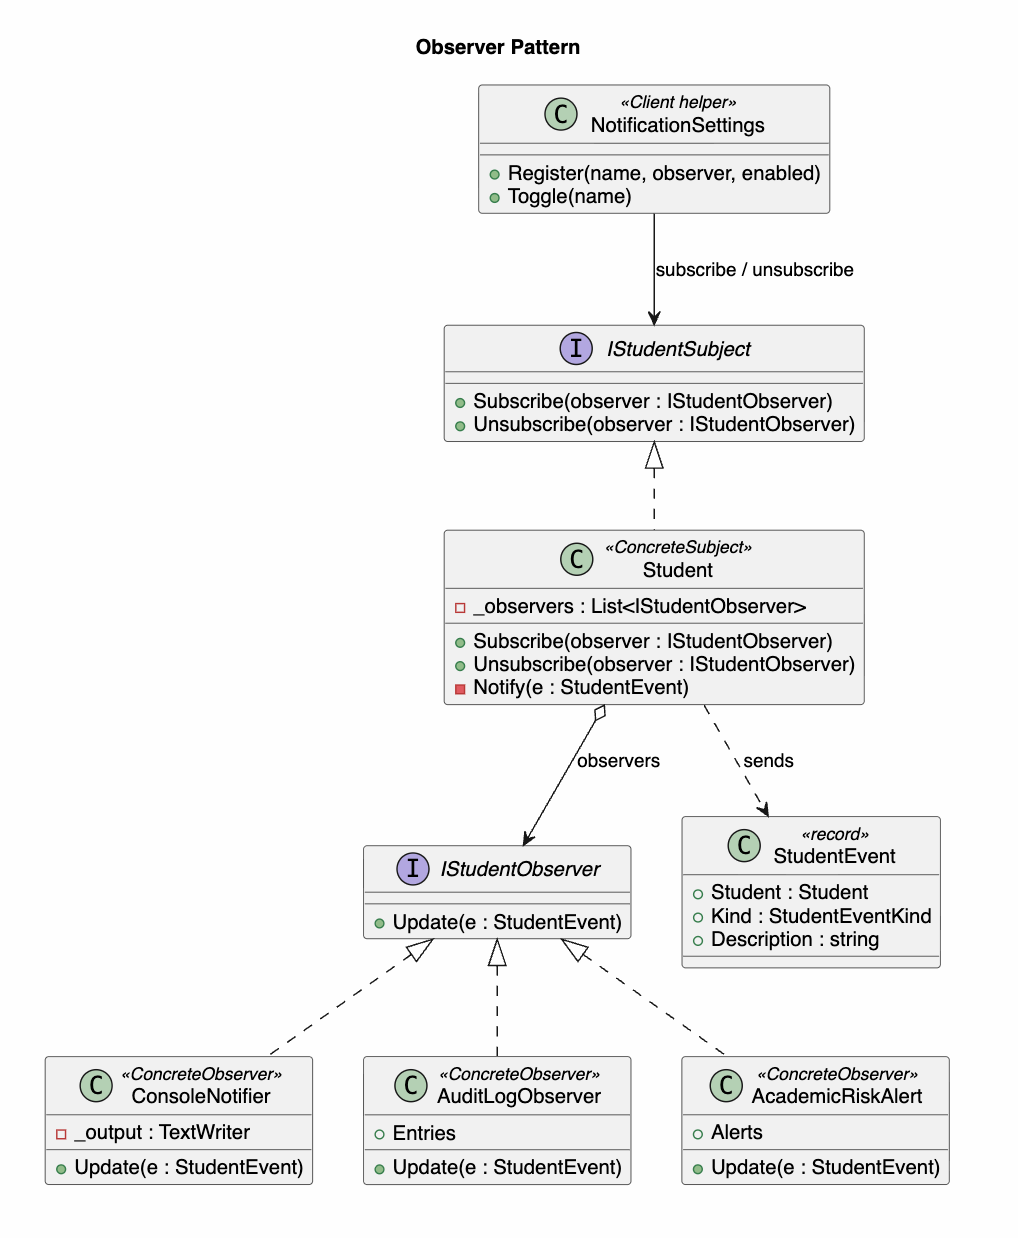 Observer Pattern
«Client helper»
C
NotificationSettings
Register(name, observer, enabled)
Toggle(name)
subscribe / unsubscribe
I
IStudentSubject
Subscribe(observer : IStudentObserver)
Unsubscribe(observer : IStudentObserver)
«ConcreteSubject»
C
Student
_observers : List<IStudentObserver>
Subscribe(observer : IStudentObserver)
Unsubscribe(observer : IStudentObserver)
Notify(e : StudentEvent)
observers
sends
I
IStudentObserver
Update(e : StudentEvent)
«record»
C
StudentEvent
Student : Student
Kind : StudentEventKind
Description : string
«ConcreteObserver»
C
ConsoleNotifier
_output : TextWriter
Update(e : StudentEvent)
«ConcreteObserver»
C
AuditLogObserver
Entries
Update(e : StudentEvent)
«ConcreteObserver»
C
AcademicRiskAlert
Alerts
Update(e : StudentEvent)